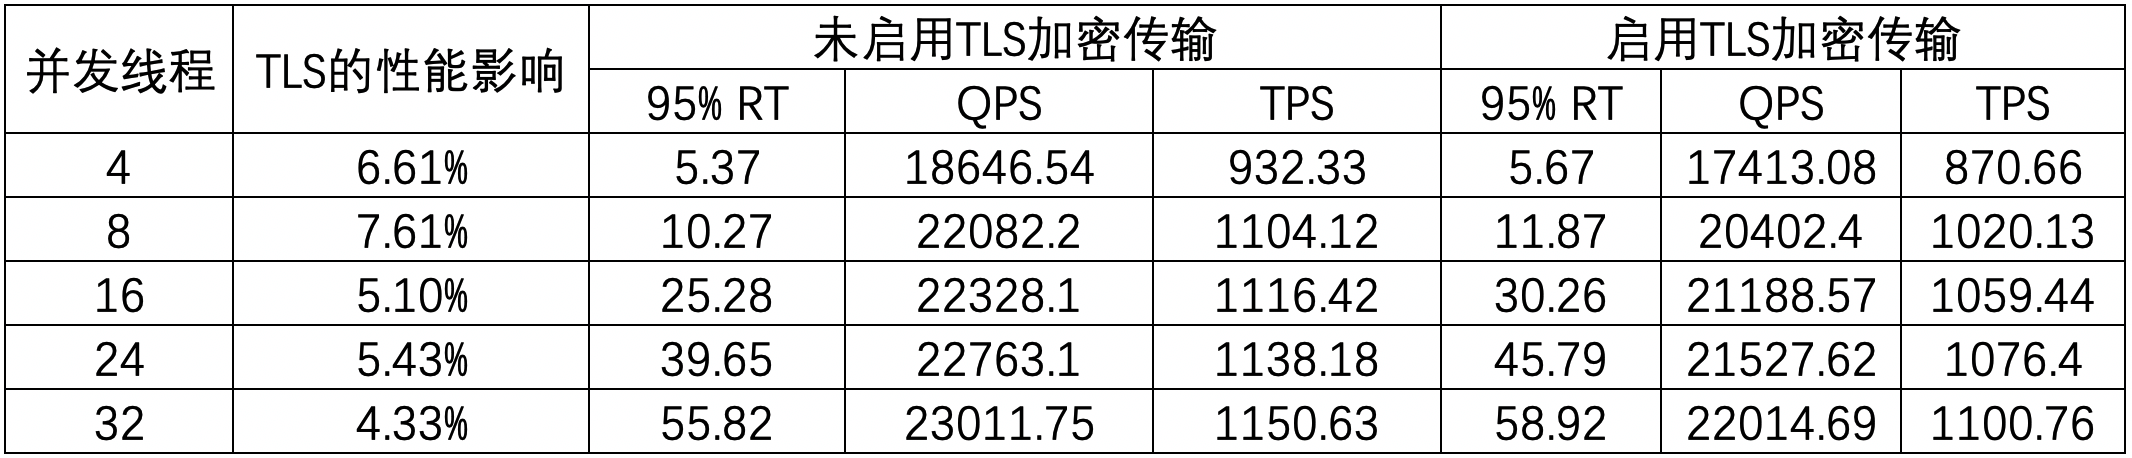 并发线程 TLS的性能影响 未启用TLS加密传输 启用TLS加密传输
95% RT QPS TPS 95% RT QPS TPS
4 6.61% 5.37 18646.54 932.33 5.67 17413.08 870.66
8 7.61% 10.27 22082.2 1104.12 11.87 20402.4 1020.13
16 5.10% 25.28 22328.1 1116.42 30.26 21188.57 1059.44
24 5.43% 39.65 22763.1 1138.18 45.79 21527.62 1076.4
32 4.33% 55.82 23011.75 1150.63 58.92 22014.69 1100.76